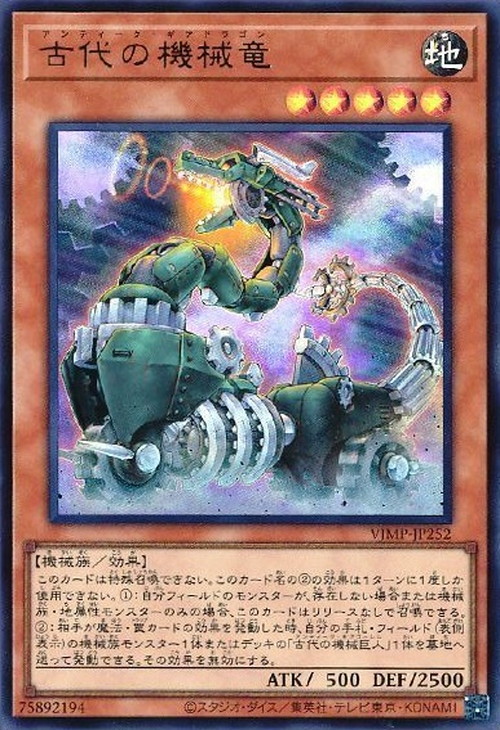 アンティーク・ギアドラゴン
古代の機械竜
地
VJMP-JP252
【機械族／効果】
このカードは特殊召喚できない。このカード名の②の効果は１ターンに１度しか
使用できない。①：自分フィールドのモンスターが、存在しない場合または機械
族・地属性モンスターのみの場合、このカードはリリースなしで召喚できる。
②：相手が魔法・罠カードの効果を発動した時、自分の手札・フィールド（表側
表示）の機械族モンスター１体またはデッキの「古代の機械巨人」１体を墓地へ
送って発動できる。その効果を無効にする。
ATK/ 500 DEF/2500
75892194
©スタジオ・ダイス／集英社・テレビ東京・KONAMI